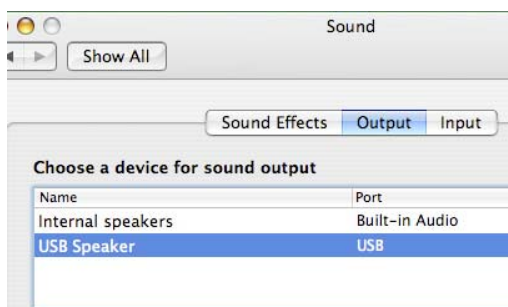 Sound
Show All
Sound Effects Output Input
Choose a device for sound output
Name Port
Internal speakers Built-in Audio
USB Speaker USB